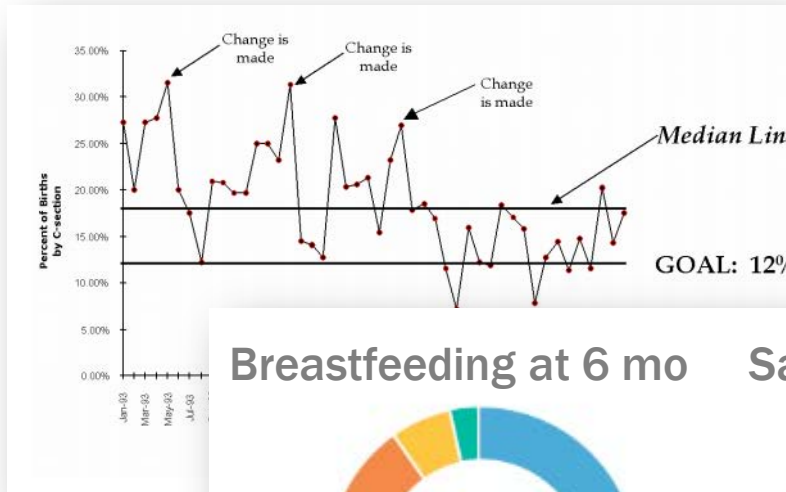 Change is
made
Change is
made
Change
is made
35.00%
30.00%
25.00%
20.00%
15.00%
10.00%
5.00%
0.00%
Percent of Births
by C-section
Median Lin
GOAL: 12%
Jan-93
Mar-93
May-93
Jul-93
Breastfeeding at 6 mo
Sa